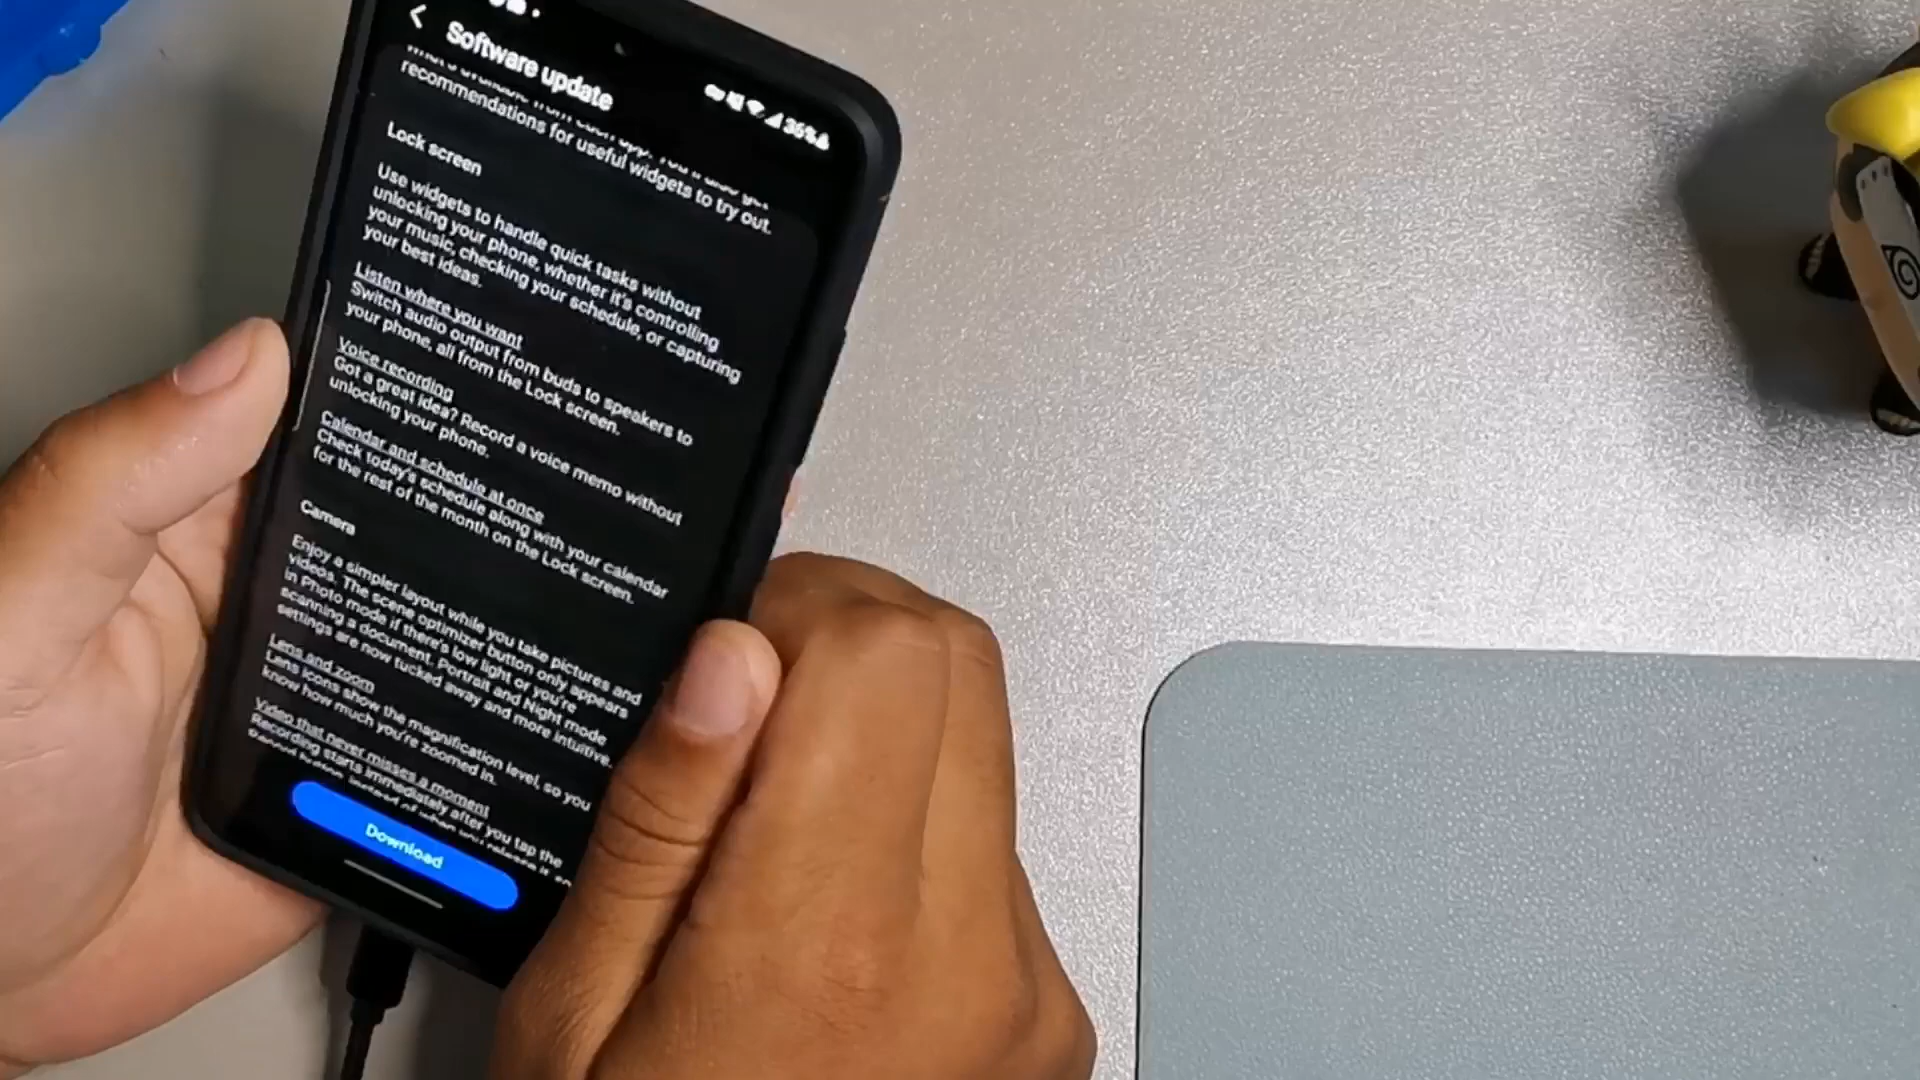 Software update
35%
recommendations for useful widgets to try out.
Lock screen
Use widgets to handle quick tasks without
unlocking your phone, whether it's controlling
your music, checking your schedule, or capturing
your best ideas.
Listen where you want
Switch audio output from buds to speakers to
your phone, all from the Lock screen.
Voice recording
Got a great idea? Record a voice memo without
unlocking your phone.
Calendar and schedule at once
Check today's schedule along with your calendar
for the rest of the month on the Lock screen.
Camera
Enjoy a simpler layout while you take pictures and
videos. The scene optimizer button only appears
in Photo mode if there's low light or you're
scanning a document. Portrait and Night mode
settings are now tucked away and more intuitive.
Lens and zoom
Lens icons show the magnification level, so you
know how much you're zoomed in.
Video that never misses a moment
Recording starts immediately after you tap the
Download